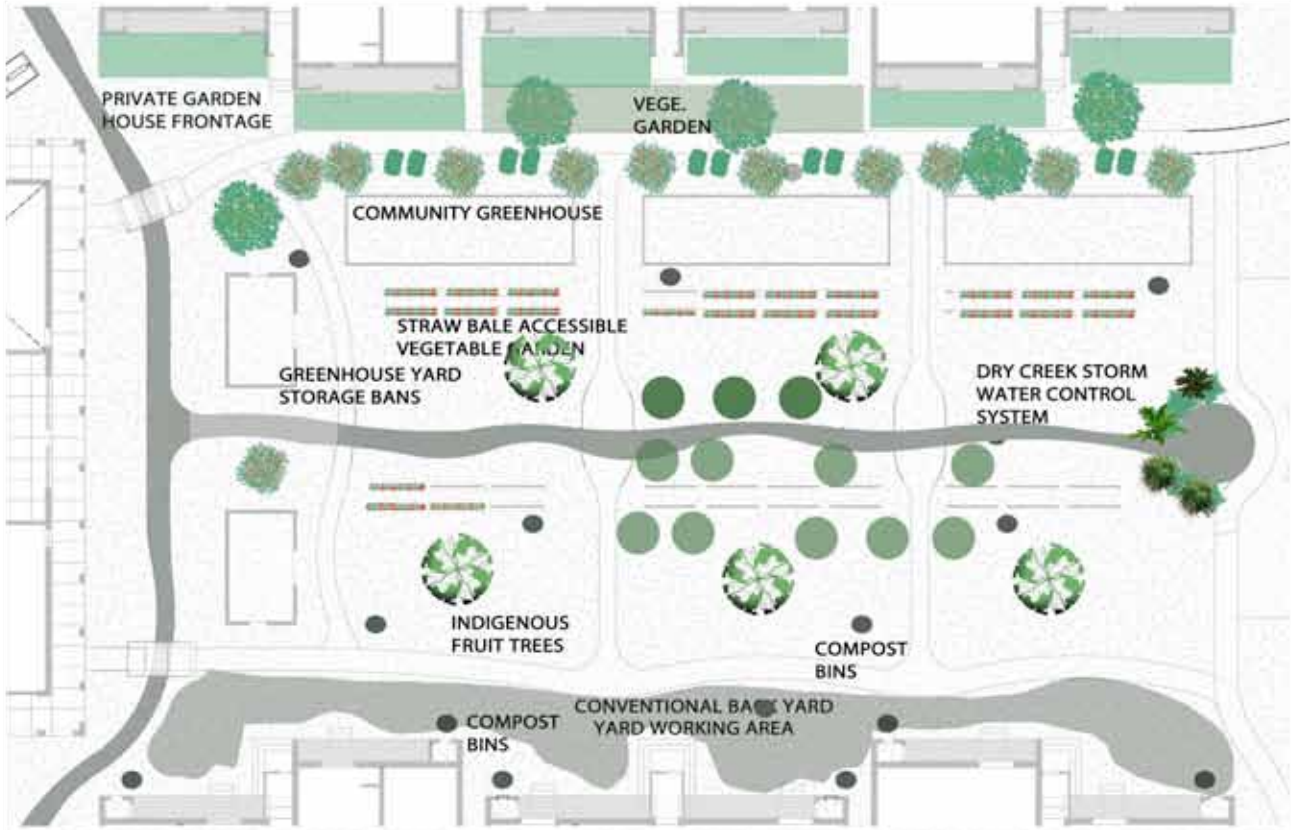 PRIVATE GARDEN
HOUSE FRONTAGE
VEGE.
GARDEN
COMMUNITY GREENHOUSE
STRAW BALE ACCESSIBLE
VEGETABLE GARDEN
GREENHOUSE YARD
STORAGE BANS
DRY CREEK STORM
WATER CONTROL
SYSTEM
INDIGENOUS
FRUIT TREES
COMPOST
BINS
CONVENTIONAL BACK YARD
YARD WORKING AREA
COMPOST
BINS